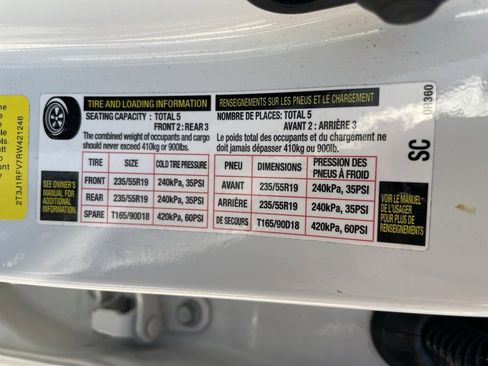 TIRE AND LOADING INFORMATION
SEATING CAPACITY : TOTAL 5
FRONT 2 : REAR 3
The combined weight of occupants and cargo
should never exceed 410kg or 900lbs.
TIRE SIZE COLD TIRE PRESSURE
FRONT 235/55R19 240kPa, 35PSI
REAR 235/55R19 240kPa, 35PSI
SPARE T165/90D18 420kPa, 60PSI
SEE OWNER'S
MANUAL FOR
ADDITIONAL
INFORMATION
RENSEIGNEMENTS SUR LES PNEUS ET LE CHARGEMENT
NOMBRE DE PLACES: TOTAL 5
AVANT 2 : ARRIÈRE 3
Le poids total des occupants et du chargement ne
doit jamais dépasser 410kg ou 900lb.
PNEU DIMENSIONS PRESSION DES
PNEUS À FROID
AVANT 235/55R19 240kPa, 35PSI
ARRIÈRE 235/55R19 240kPa, 35PSI
DE SECOURS T165/90D18 420kPa, 60PSI
VOIR LE MANUEL
DE L'USAGER
POUR PLUS DE
RENSEIGNEMENTS
SC
2T3J1RFV7RW421246